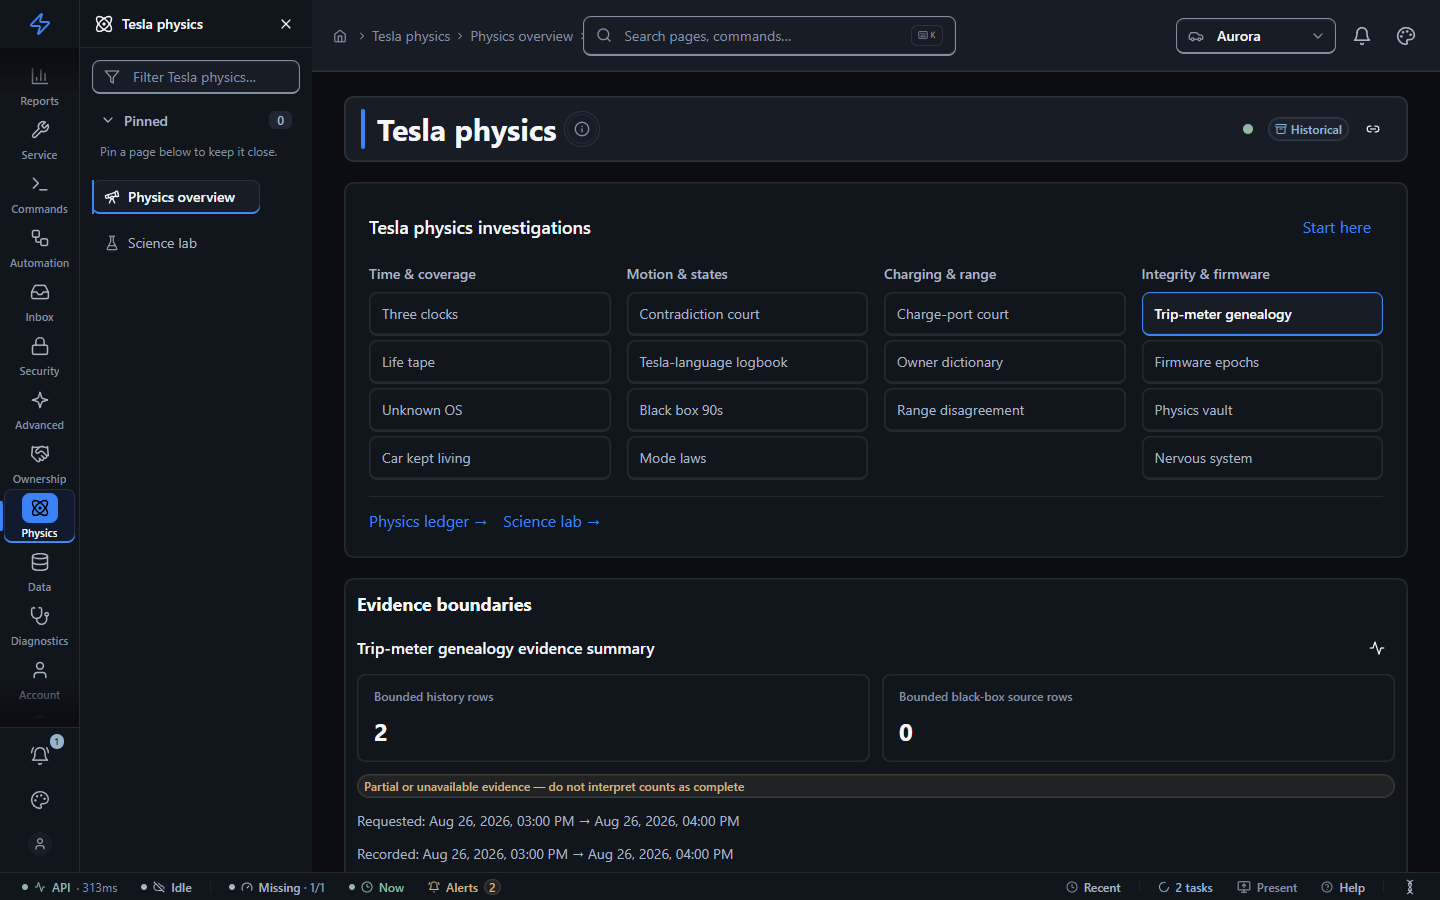 Tesla physics
Filter Tesla physics...
Pinned
0
Pin a page below to keep it close.
Physics overview
Science lab
Reports
Service
Commands
Automation
Inbox
Security
Advanced
Ownership
Physics
Data
Diagnostics
Account
1
Tesla physics
Physics overview
Search pages, commands...
K
Aurora
Tesla physics
Historical
Tesla physics investigations
Start here
Time & coverage
Three clocks
Life tape
Unknown OS
Car kept living
Motion & states
Contradiction court
Tesla-language logbook
Black box 90s
Mode laws
Charging & range
Charge-port court
Owner dictionary
Range disagreement
Integrity & firmware
Trip-meter genealogy
Firmware epochs
Physics vault
Nervous system
Physics ledger →
Science lab →
Evidence boundaries
Trip-meter genealogy evidence summary
Bounded history rows
2
Bounded black-box source rows
0
Partial or unavailable evidence — do not interpret counts as complete
Requested: Aug 26, 2026, 03:00 PM → Aug 26, 2026, 04:00 PM
Recorded: Aug 26, 2026, 03:00 PM → Aug 26, 2026, 04:00 PM
API · 313ms
Idle
Missing · 1/1
Now
Alerts 2
Recent
2 tasks
Present
Help